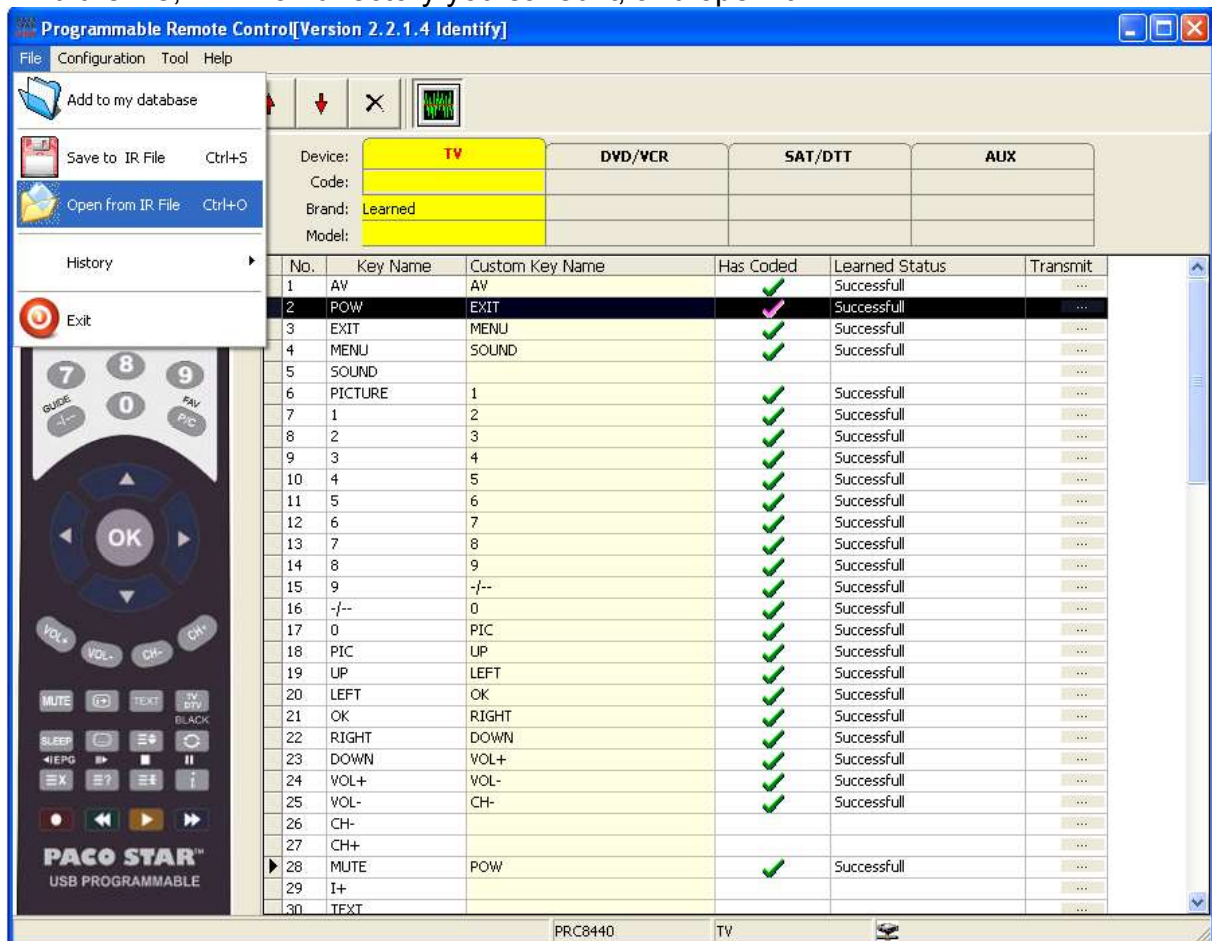 Programmable Remote Control[Version 2.2.1.4 Identify]
File Configuration Tool Help
Add to my database
Save to IR File Ctrl+S
Open from IR File Ctrl+O
History
Exit
Device: TV DVD/VCR SAT/DTT AUX
Code:
Brand: Learned
Model:
No. Key Name Custom Key Name Has Coded Learned Status Transmit
1 AV AV Successfull ...
2 POW EXIT Successfull ...
3 EXIT MENU Successfull ...
4 MENU SOUND Successfull ...
5 SOUND ...
6 PICTURE 1 Successfull ...
7 1 2 Successfull ...
8 2 3 Successfull ...
9 3 4 Successfull ...
10 4 5 Successfull ...
11 5 6 Successfull ...
12 6 7 Successfull ...
13 7 8 Successfull ...
14 8 9 Successfull ...
15 9 -/-- Successfull ...
16 -/-- 0 Successfull ...
17 0 PIC Successfull ...
18 PIC UP Successfull ...
19 UP LEFT Successfull ...
20 LEFT OK Successfull ...
21 OK RIGHT Successfull ...
22 RIGHT DOWN Successfull ...
23 DOWN VOL+ Successfull ...
24 VOL+ VOL- Successfull ...
25 VOL- CH- Successfull ...
26 CH- ...
27 CH+ ...
28 MUTE POW Successfull ...
29 I+ ...
30 TEXT ...
7 8 9
GUIDE FAV
-/-- 0 P/C
OK
VOL+ VOL- CH- CH+
MUTE i+ TEXT TV DTV
BLACK
SLEEP
EPG
X ? i
PACO STAR™
USB PROGRAMMABLE
PRC8440 TV